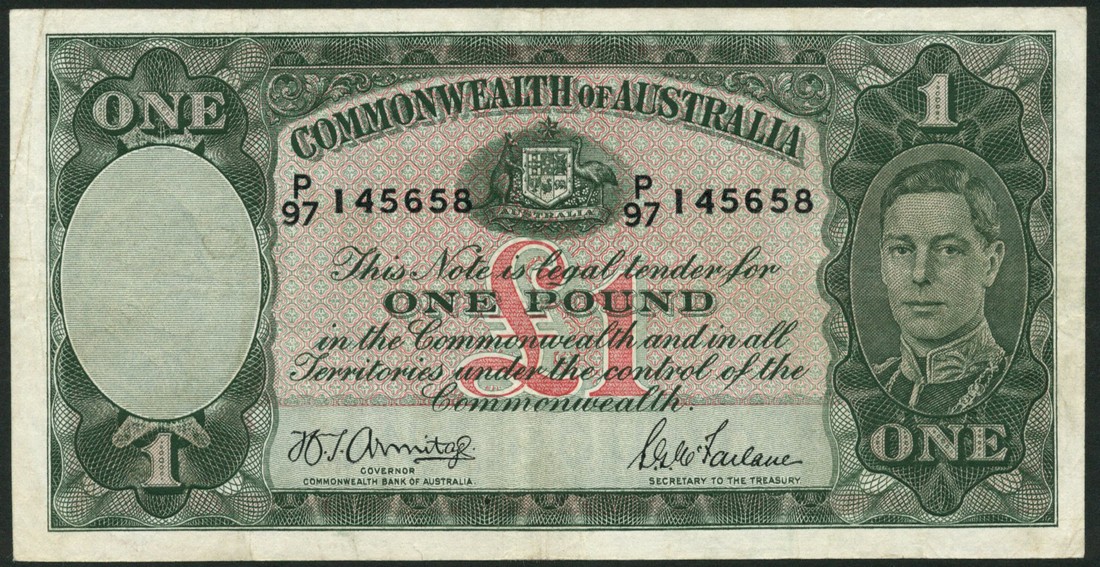 ONE
1
COMMONWEALTH OF AUSTRALIA
P/97 145658
P/97 145658
AUSTRALIA
This Note is legal tender for
ONE POUND
£1
in the Commonwealth and in all
Territories under the control of the
Commonwealth.
H.T. Armitage
GOVERNOR
COMMONWEALTH BANK OF AUSTRALIA.
S.G. McFarlane
SECRETARY TO THE TREASURY.
1
ONE